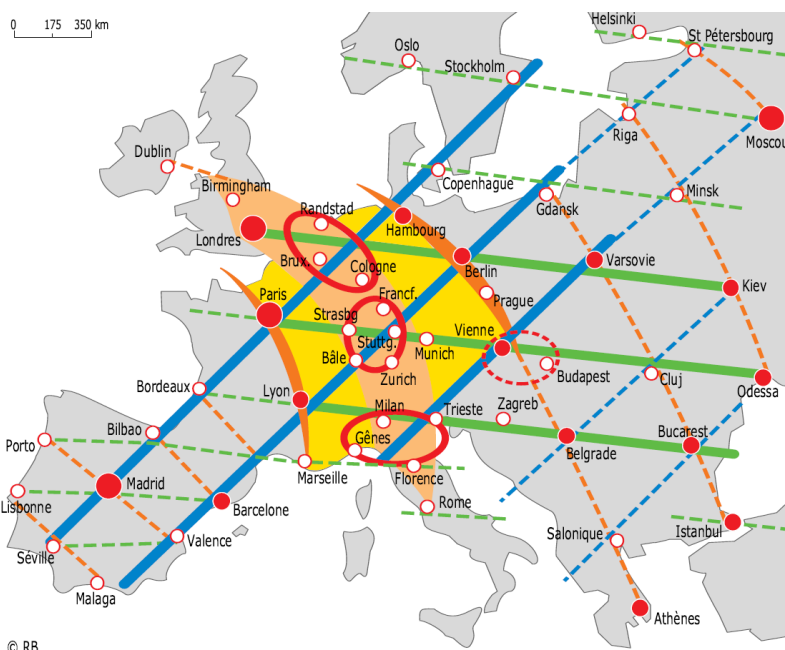 0 175 350 km
Helsinki
St Pétersbourg
Oslo
Stockholm
Moscou
Riga
Dublin
Birmingham
Copenhague
Minsk
Gdansk
Randstad
Hambourg
Londres
Brux.
Cologne
Berlin
Varsovie
Kiev
Paris
Francf.
Prague
Strasbg
Stuttg.
Vienne
Munich
Bâle
Zurich
Budapest
Cluj
Odessa
Bordeaux
Lyon
Milan
Trieste
Zagreb
Bilbao
Porto
Gênes
Belgrade
Bucarest
Marseille
Florence
Madrid
Lisbonne
Barcelone
Rome
Istanbul
Salonique
Séville
Valence
Malaga
Athènes
© RB